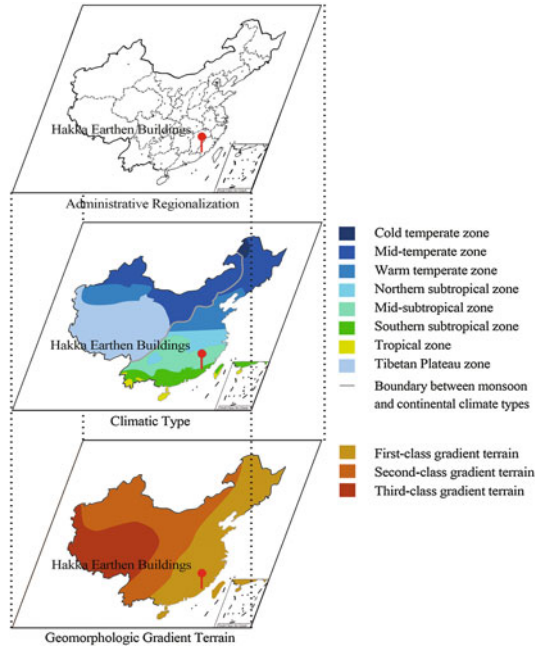 Hakka Earthen Buildings
Administrative Regionalization
Cold temperate zone
Mid-temperate zone
Warm temperate zone
Northern subtropical zone
Mid-subtropical zone
Southern subtropical zone
Tropical zone
Tibetan Plateau zone
Boundary between monsoon
and continental climate types
Hakka Earthen Buildings
Climatic Type
First-class gradient terrain
Second-class gradient terrain
Third-class gradient terrain
Hakka Earthen Buildings
Geomorphologic Gradient Terrain